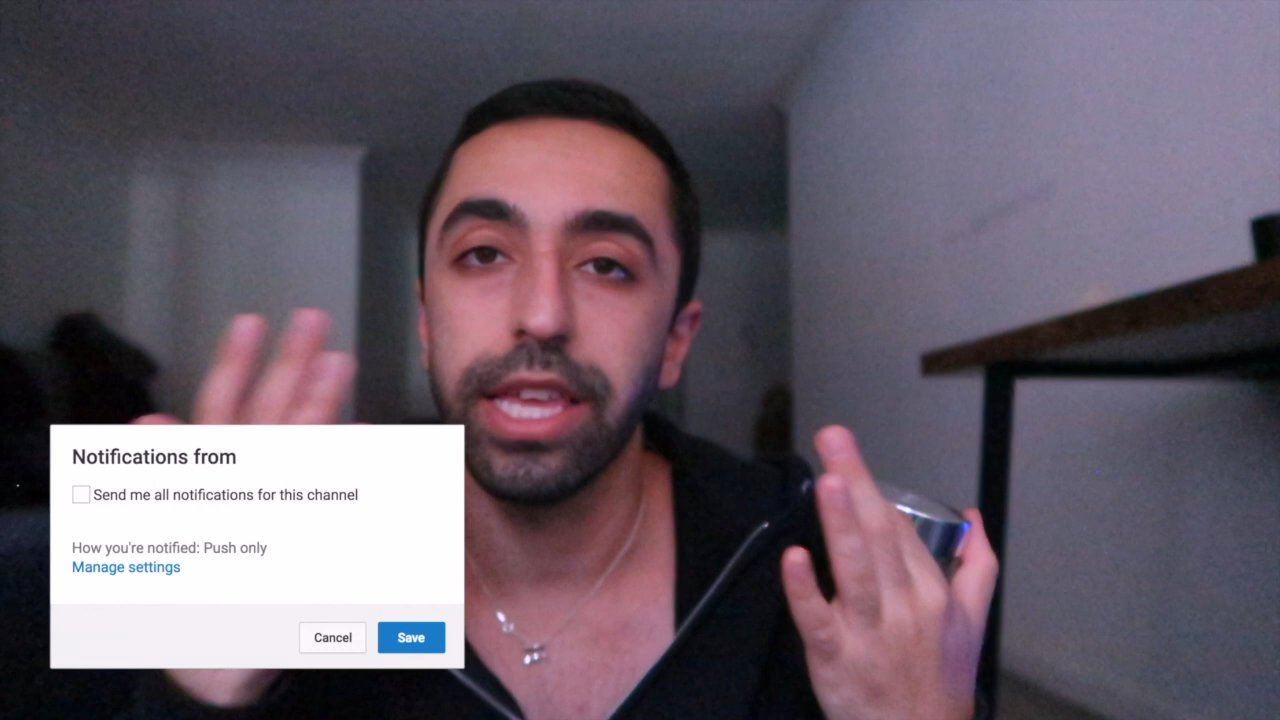 Notifications from
Send me all notifications for this channel
How you're notified: Push only
Manage settings
Cancel
Save